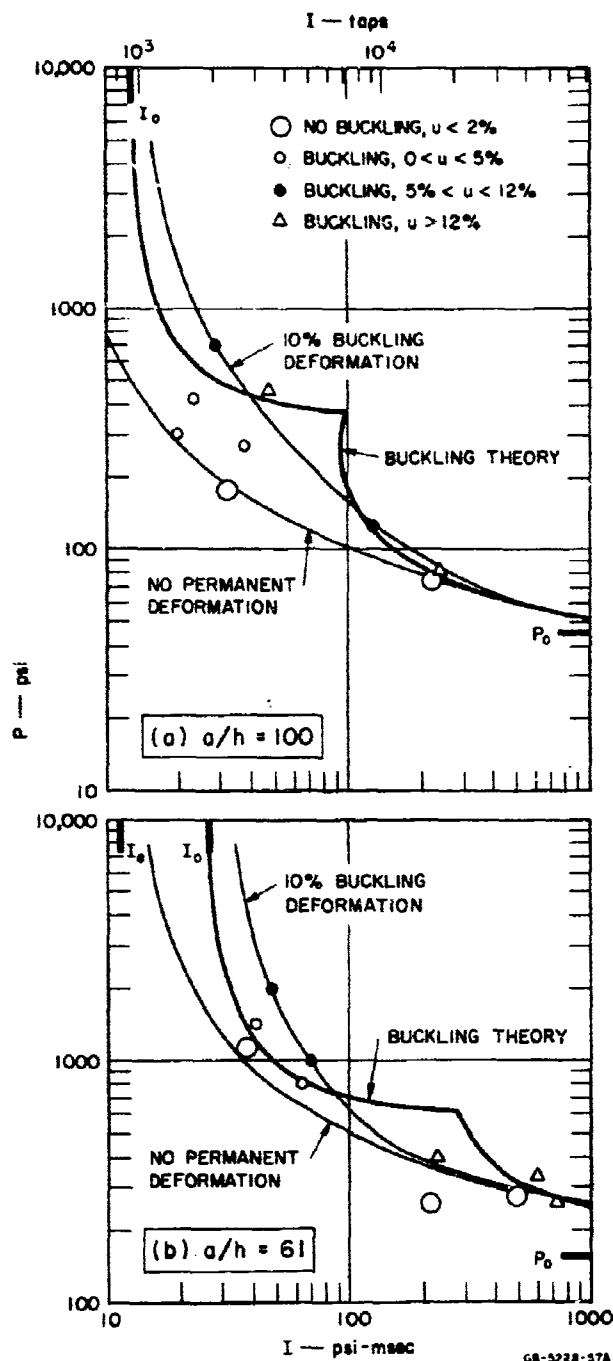 I — taps
10³ 10⁴
10,000
I₀
NO BUCKLING, u < 2%
BUCKLING, 0 < u < 5%
BUCKLING, 5% < u < 12%
BUCKLING, u > 12%
1000
10% BUCKLING
DEFORMATION
BUCKLING THEORY
100
NO PERMANENT
DEFORMATION
P₀
P — psi
(a) a/h = 100
10
10,000
I₀
10% BUCKLING
DEFORMATION
BUCKLING THEORY
1000
NO PERMANENT
DEFORMATION
(b) a/h = 61
P₀
100
10 100 1000
I — psi-msec
GB-5228-57A